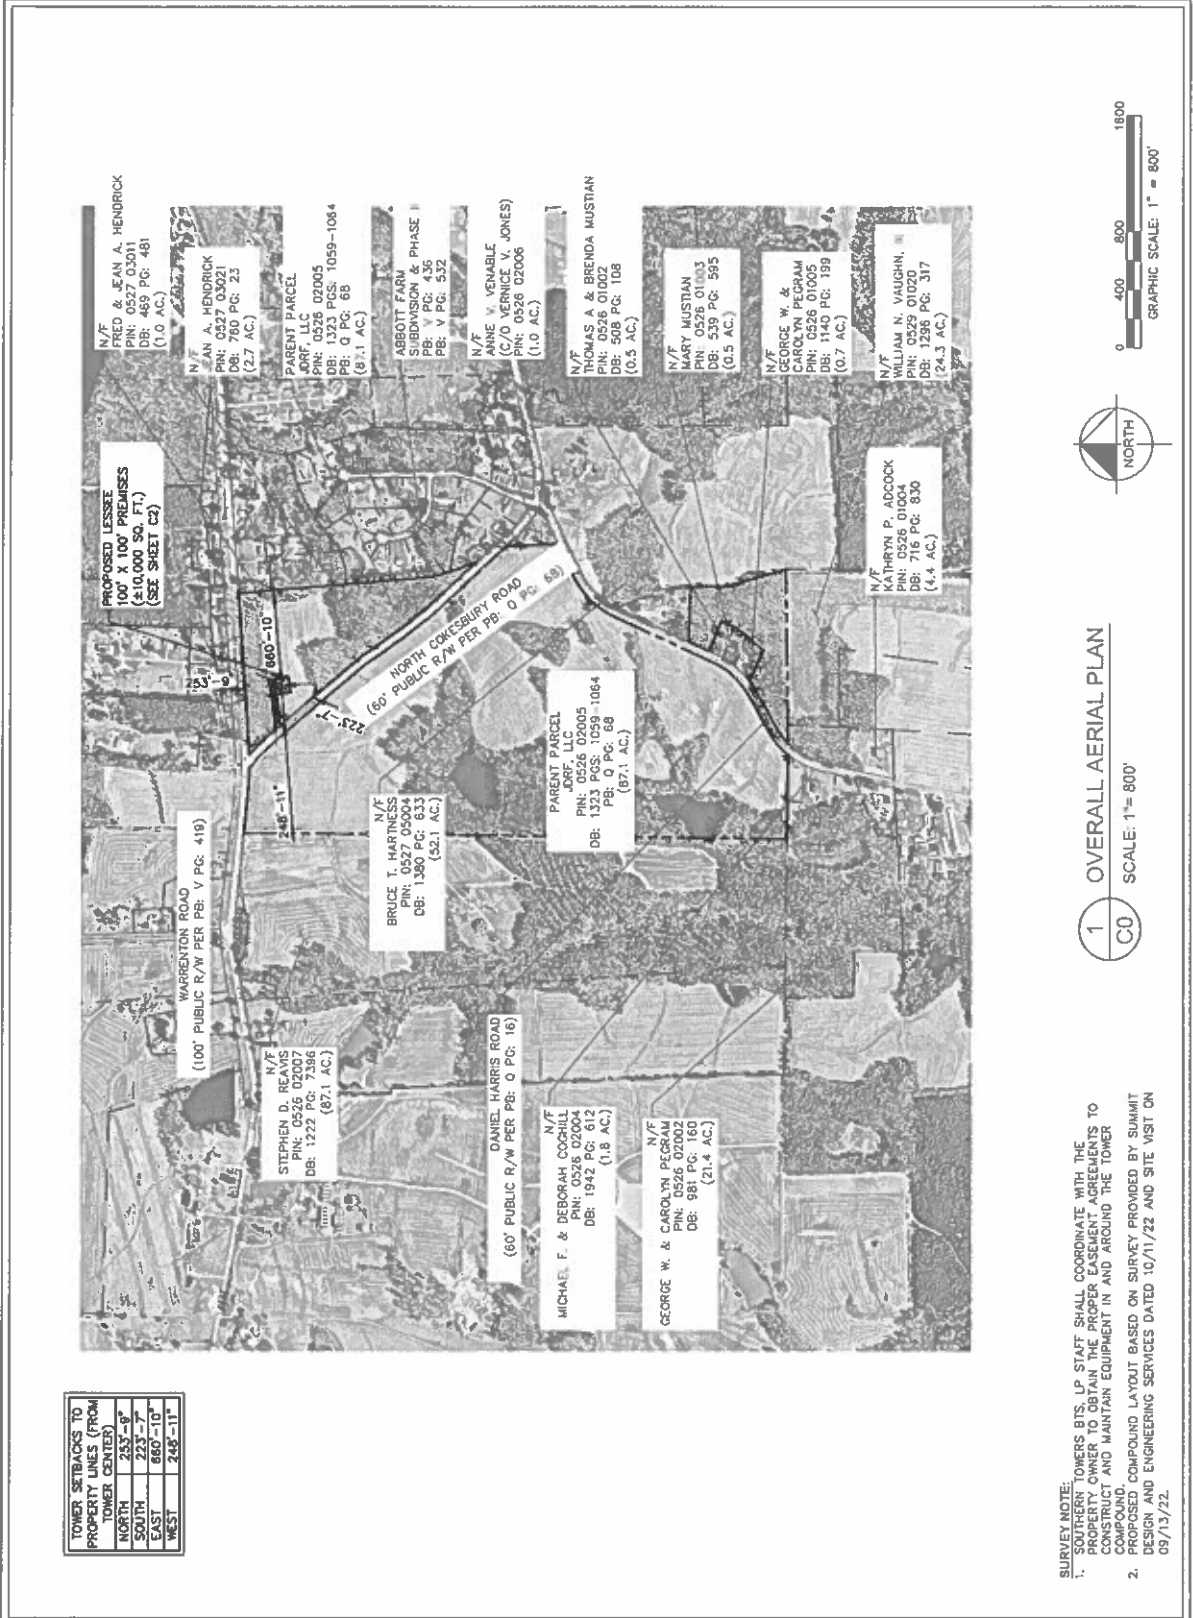 TOWER SETBACKS TO
PROPERTY LINES (FROM
TOWER CENTER)
NORTH 253'-9"
SOUTH 223'-7"
EAST 660'-10"
WEST 248'-11"
WARRENTON ROAD
(100' PUBLIC R/W PER PB: V PG: 419)
N/F
STEPHEN D. REAVIS
PIN: 0526 02007
DB: 1222 PG: 7396
(87.1 AC.)
N/F
BRUCE T. HARTNESS
PIN: 0527 05004
DB: 1380 PG: 633
(52.1 AC.)
DANIEL HARRIS ROAD
(60' PUBLIC R/W PER PB: Q PG: 16)
N/F
MICHAEL F. & DEBORAH COGHILL
PIN: 0526 02004
DB: 1942 PG: 612
(1.8 AC.)
N/F
GEORGE W. & CAROLYN PEGRAM
PIN: 0526 02002
DB: 981 PG: 160
(21.4 AC.)
PARENT PARCEL
JDRF, LLC
PIN: 0526 02005
DB: 1323 PGS: 1059-1064
PB: Q PG: 68
(87.1 AC.)
253'-9"
660'-10"
223'-7"
248'-11"
NORTH COKESBURY ROAD
(60' PUBLIC R/W PER PB: Q PG: 68)
PROPOSED LESSEE
100' X 100' PREMISES
(±10,000 SQ. FT.)
(SEE SHEET C2)
N/F
FRED & JEAN A. HENDRICK
PIN: 0527 03011
DB: 469 PG: 481
(1.0 AC.)
N/F
JEAN A. HENDRICK
PIN: 0527 03021
DB: 760 PG: 23
(2.7 AC.)
PARENT PARCEL
JDRF, LLC
PIN: 0526 02005
DB: 1323 PGS: 1059-1064
PB: Q PG: 68
(87.1 AC.)
ABBOTT FARM
SUBDIVISION & PHASE
PB: V PG: 436
PB: V PG: 532
N/F
ANNE V. VENABLE
(C/O VERNICE V. JONES)
PIN: 0526 02006
(1.0 AC.)
N/F
THOMAS A & BRENDA MUSTIAN
PIN: 0526 01002
DB: 508 PG: 108
(0.5 AC.)
N/F
MARY MUSTIAN
PIN: 0526 01003
DB: 539 PG: 595
(0.5 AC.)
N/F
GEORGE W. &
CAROLYN PEGRAM
PIN: 0526 01005
DB: 1140 PG: 199
(0.7 AC.)
N/F
WILLIAM N. VAUGHN,
PIN: 0529 01020
DB: 1296 PG: 317
(24.3 AC.)
N/F
KATHRYN P. ADCOCK
PIN: 0526 01004
DB: 716 PG: 830
(4.4 AC.)
SURVEY NOTE:
1. SOUTHERN TOWERS BTS, LP STAFF SHALL COORDINATE WITH THE
PROPERTY OWNER TO OBTAIN THE PROPER EASEMENT AGREEMENTS TO
CONSTRUCT AND MAINTAIN EQUIPMENT IN AND AROUND THE TOWER
COMPOUND.
2. PROPOSED COMPOUND LAYOUT BASED ON SURVEY PROVIDED BY SUMMIT
DESIGN AND ENGINEERING SERVICES DATED 10/11/22 AND SITE VISIT ON
09/13/22.
1
C0
OVERALL AERIAL PLAN
SCALE: 1"= 800'
NORTH
0 400 800 1600
GRAPHIC SCALE: 1" = 800'